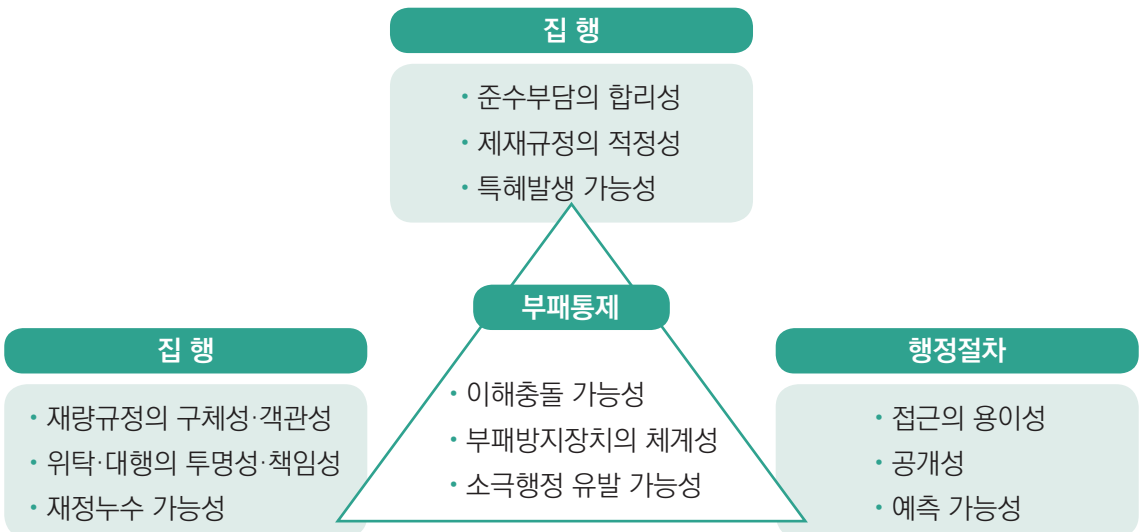 집 행
• 준수부담의 합리성
• 제재규정의 적정성
• 특혜발생 가능성
부패통제
• 이해충돌 가능성
• 부패방지장치의 체계성
• 소극행정 유발 가능성
집 행
• 재량규정의 구체성·객관성
• 위탁·대행의 투명성·책임성
• 재정누수 가능성
행정절차
• 접근의 용이성
• 공개성
• 예측 가능성